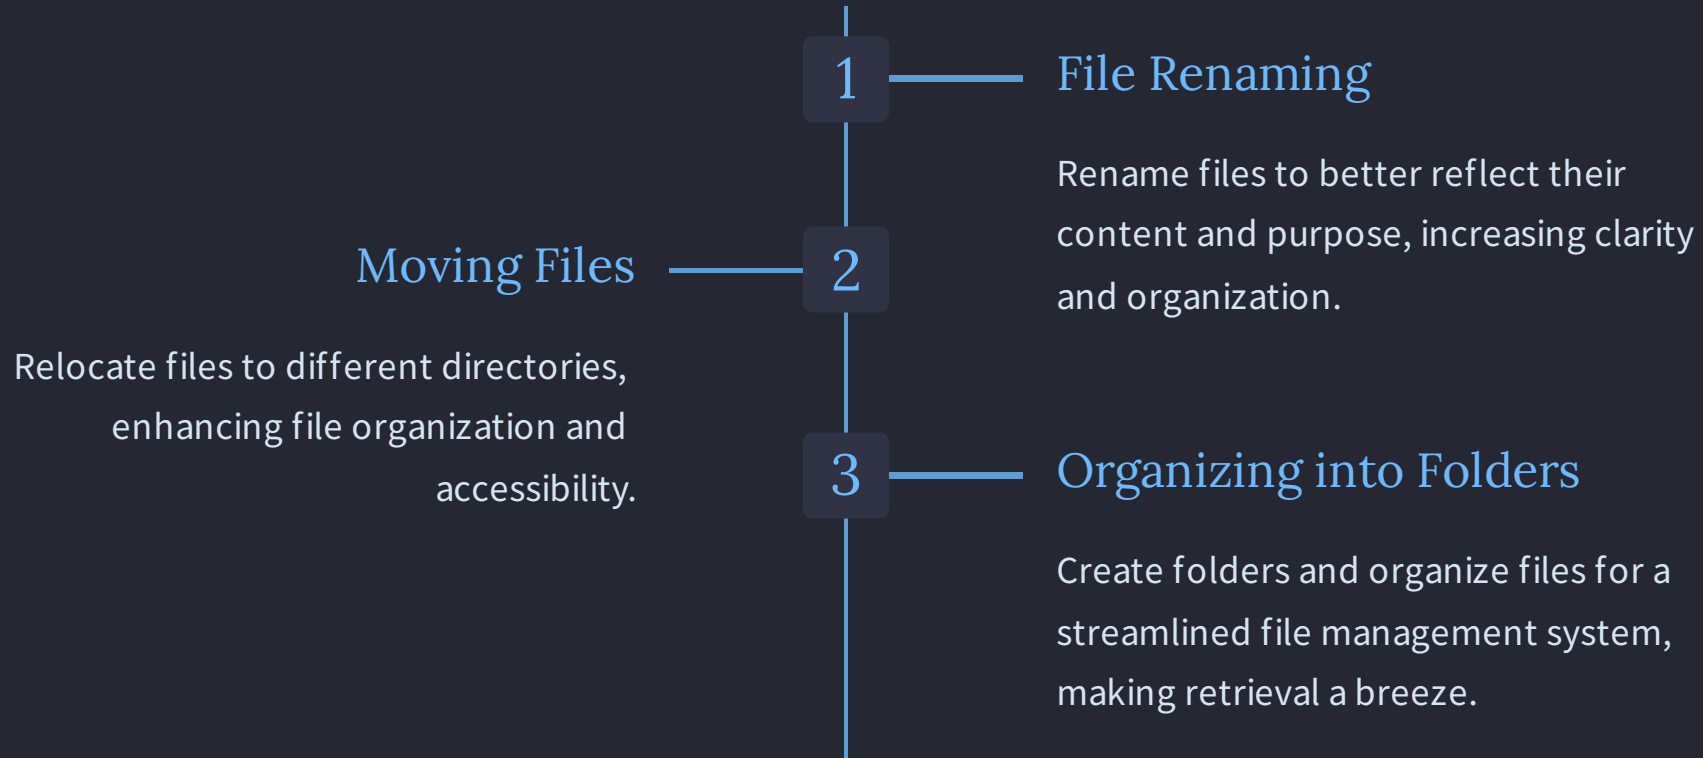 1
File Renaming
Rename files to better reflect their
content and purpose, increasing clarity
and organization.
2
Moving Files
Relocate files to different directories,
enhancing file organization and
accessibility.
3
Organizing into Folders
Create folders and organize files for a
streamlined file management system,
making retrieval a breeze.